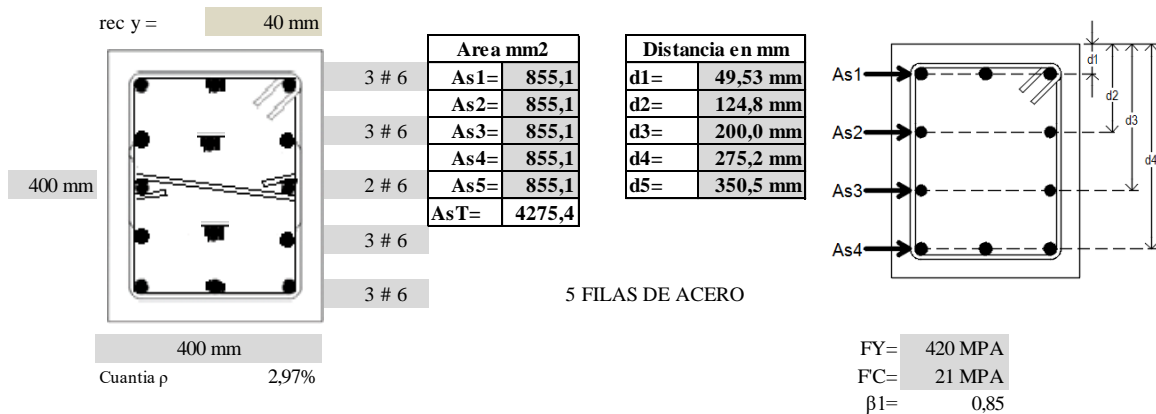 rec y = 40 mm
Area mm2
As1= 855,1
As2= 855,1
As3= 855,1
As4= 855,1
As5= 855,1
AsT= 4275,4
Distancia en mm
d1= 49,53 mm
d2= 124,8 mm
d3= 200,0 mm
d4= 275,2 mm
d5= 350,5 mm
3 # 6
3 # 6
2 # 6
3 # 6
3 # 6
400 mm
400 mm
Cuantia ρ 2,97%
5 FILAS DE ACERO
As1
As2
As3
As4
d1
d2
d3
d4
FY= 420 MPA
F'C= 21 MPA
β1= 0,85